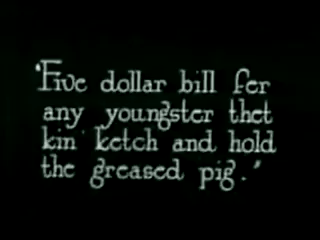 "Five dollar bill fer
any youngster thet
kin ketch and hold
the greased pig."